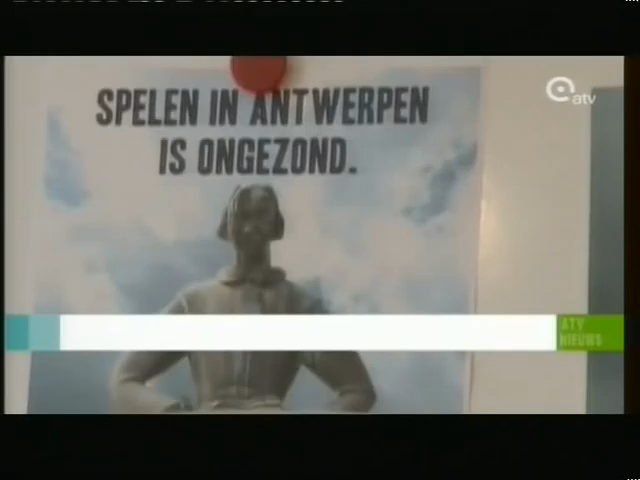 SPELEN IN ANTWERPEN
IS ONGEZOND.
atv
ATV
NIEUWS